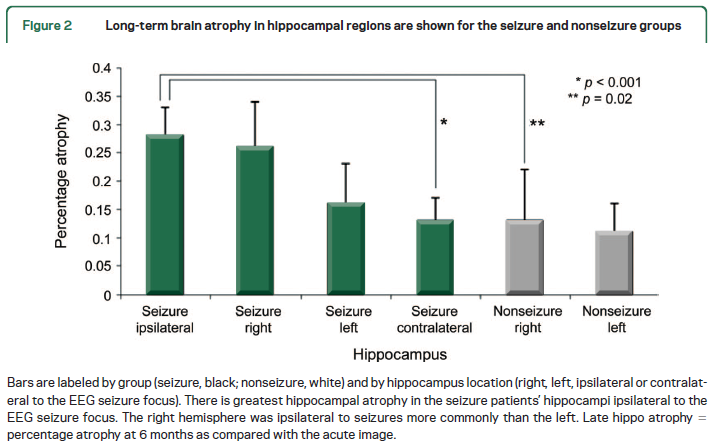 Figure 2 Long-term brain atrophy in hippocampal regions are shown for the seizure and nonseizure groups
0.4
0.35
0.3
0.25
0.2
0.15
0.1
0.05
0
Percentage atrophy
* p < 0.001
** p = 0.02
*
**
Seizure ipsilateral
Seizure right
Seizure left
Seizure contralateral
Nonseizure right
Nonseizure left
Hippocampus
Bars are labeled by group (seizure, black; nonseizure, white) and by hippocampus location (right, left, ipsilateral or contralat-
eral to the EEG seizure focus). There is greatest hippocampal atrophy in the seizure patients' hippocampi ipsilateral to the
EEG seizure focus. The right hemisphere was ipsilateral to seizures more commonly than the left. Late hippo atrophy =
percentage atrophy at 6 months as compared with the acute image.